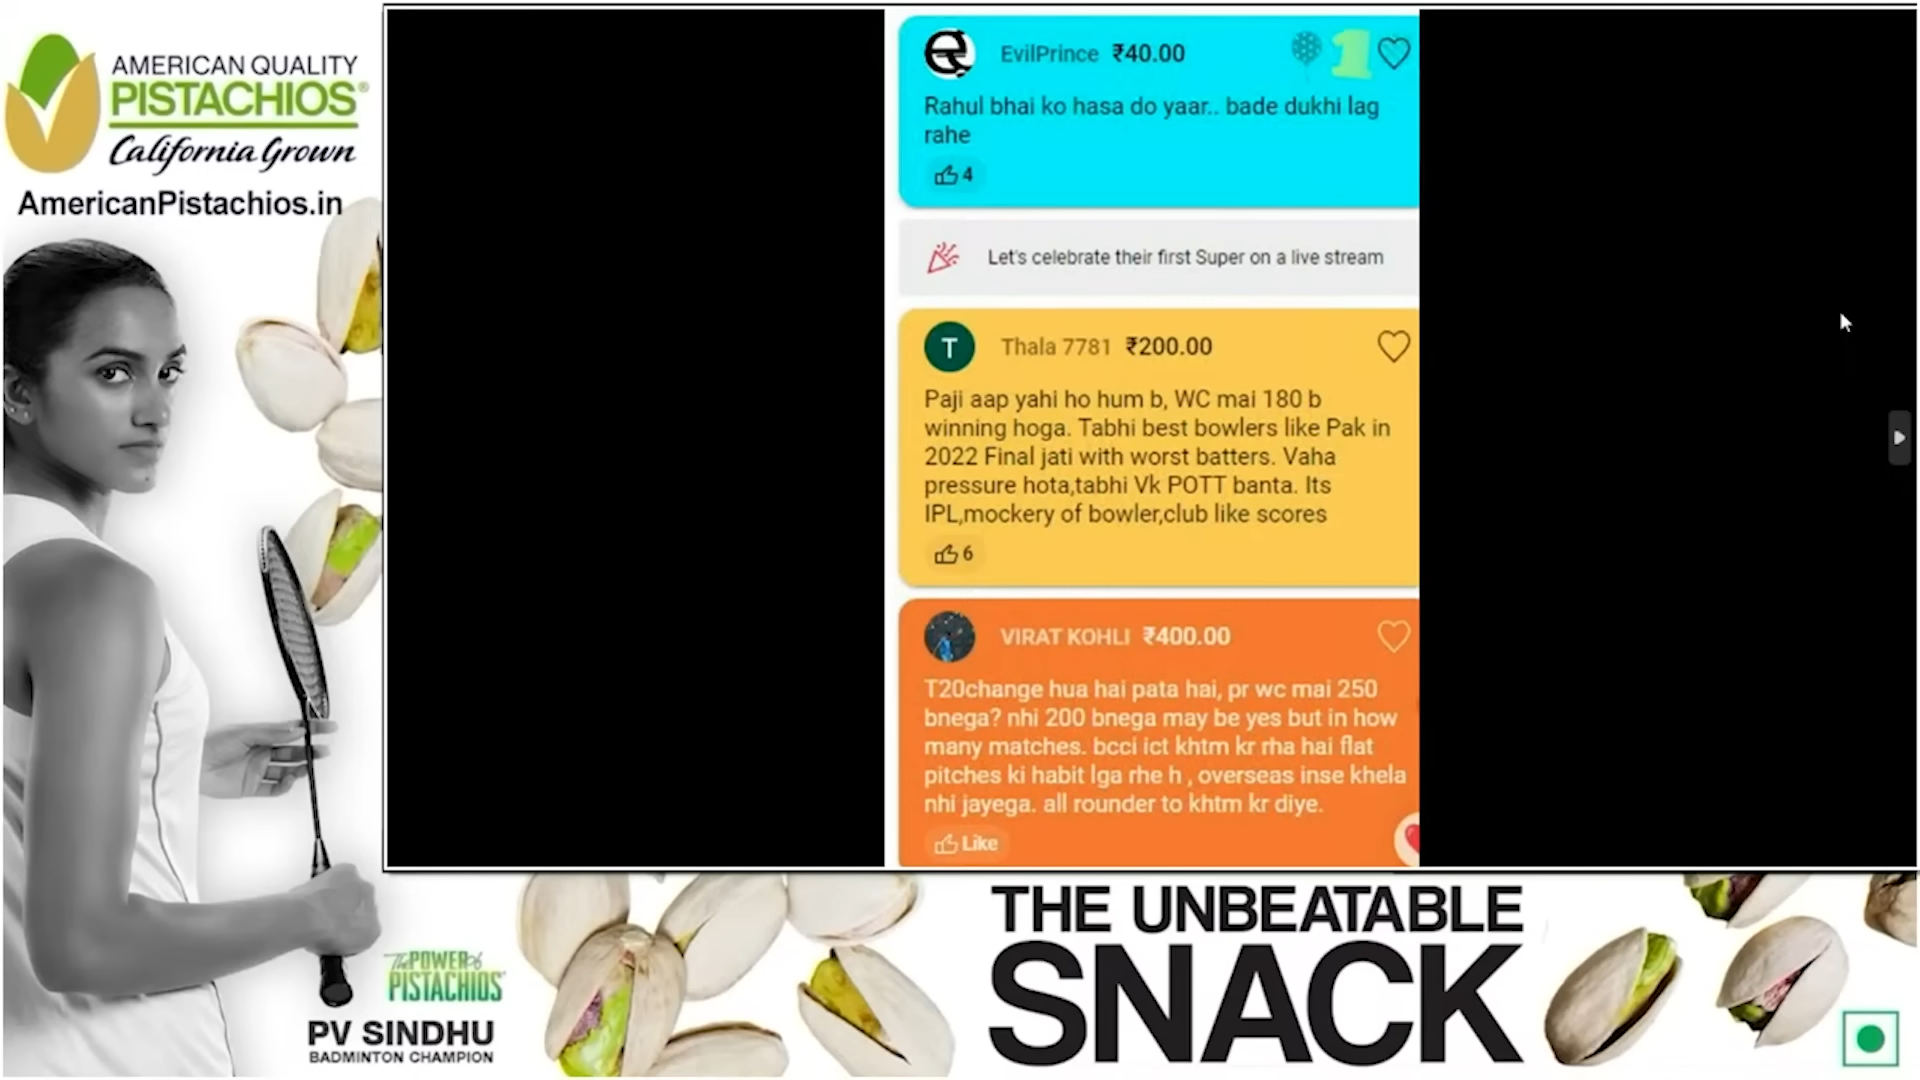 AMERICAN QUALITY
PISTACHIOS®
California Grown
AmericanPistachios.in
EvilPrince ₹40.00
1
Rahul bhai ko hasa do yaar.. bade dukhi lag
rahe
4
Let's celebrate their first Super on a live stream
T
Thala 7781 ₹200.00
Paji aap yahi ho hum b, WC mai 180 b
winning hoga. Tabhi best bowlers like Pak in
2022 Final jati with worst batters. Vaha
pressure hota,tabhi Vk POTT banta. Its
IPL,mockery of bowler,club like scores
6
VIRAT KOHLI ₹400.00
T20change hua hai pata hai, pr wc mai 250
bnega? nhi 200 bnega may be yes but in how
many matches. bcci ict khtm kr rha hai flat
pitches ki habit lga rhe h , overseas inse khela
nhi jayega. all rounder to khtm kr diye.
Like
The POWER of
PISTACHIOS
PV SINDHU
BADMINTON CHAMPION
THE UNBEATABLE
SNACK